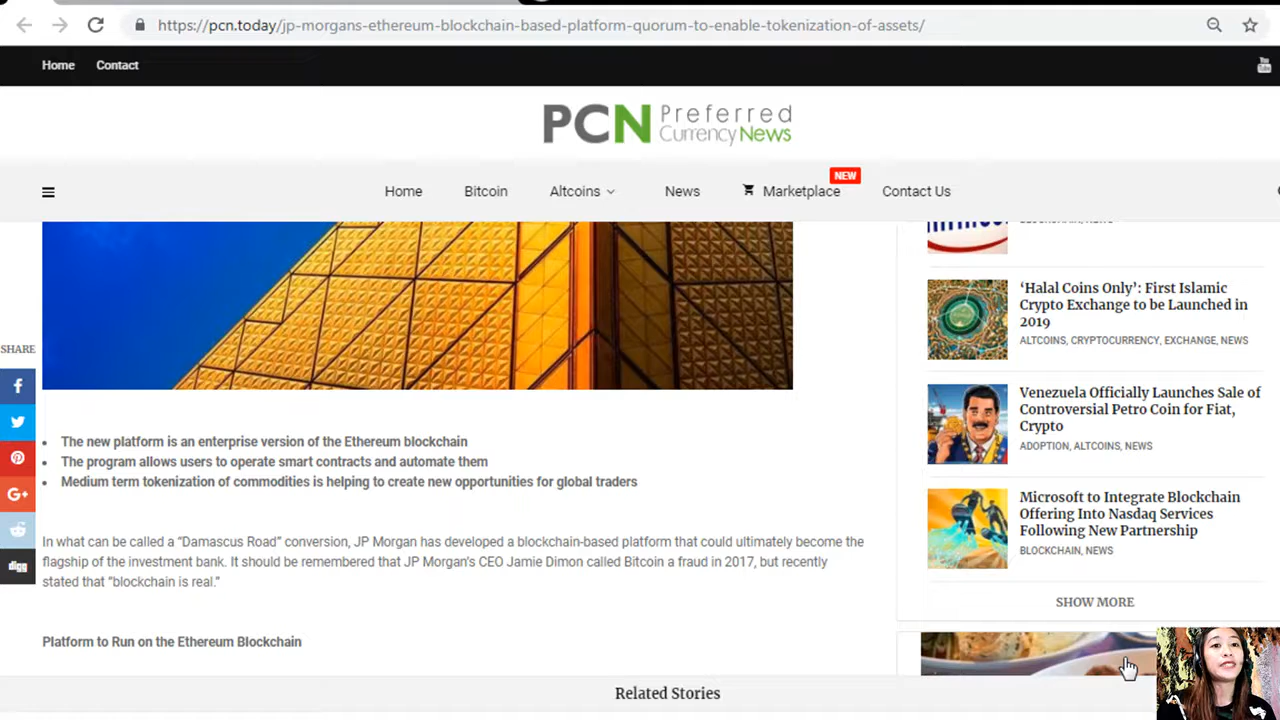 https://pcn.today/jp-morgans-ethereum-blockchain-based-platform-quorum-to-enable-tokenization-of-assets/
Home Contact
You Tube
PCN Preferred
Currency News
NEW
Home Bitcoin Altcoins News Marketplace Contact Us
‘Halal Coins Only’: First Islamic
Crypto Exchange to be Launched in
2019
ALTCOINS, CRYPTOCURRENCY, EXCHANGE, NEWS
SHARE
Venezuela Officially Launches Sale of
Controversial Petro Coin for Fiat,
Crypto
ADOPTION, ALTCOINS, NEWS
• The new platform is an enterprise version of the Ethereum blockchain
• The program allows users to operate smart contracts and automate them
• Medium term tokenization of commodities is helping to create new opportunities for global traders
G+
digg
Microsoft to Integrate Blockchain
Offering Into Nasdaq Services
Following New Partnership
BLOCKCHAIN, NEWS
In what can be called a “Damascus Road” conversion, JP Morgan has developed a blockchain-based platform that could ultimately become the
flagship of the investment bank. It should be remembered that JP Morgan’s CEO Jamie Dimon called Bitcoin a fraud in 2017, but recently
stated that “blockchain is real.”
SHOW MORE
Platform to Run on the Ethereum Blockchain
Related Stories